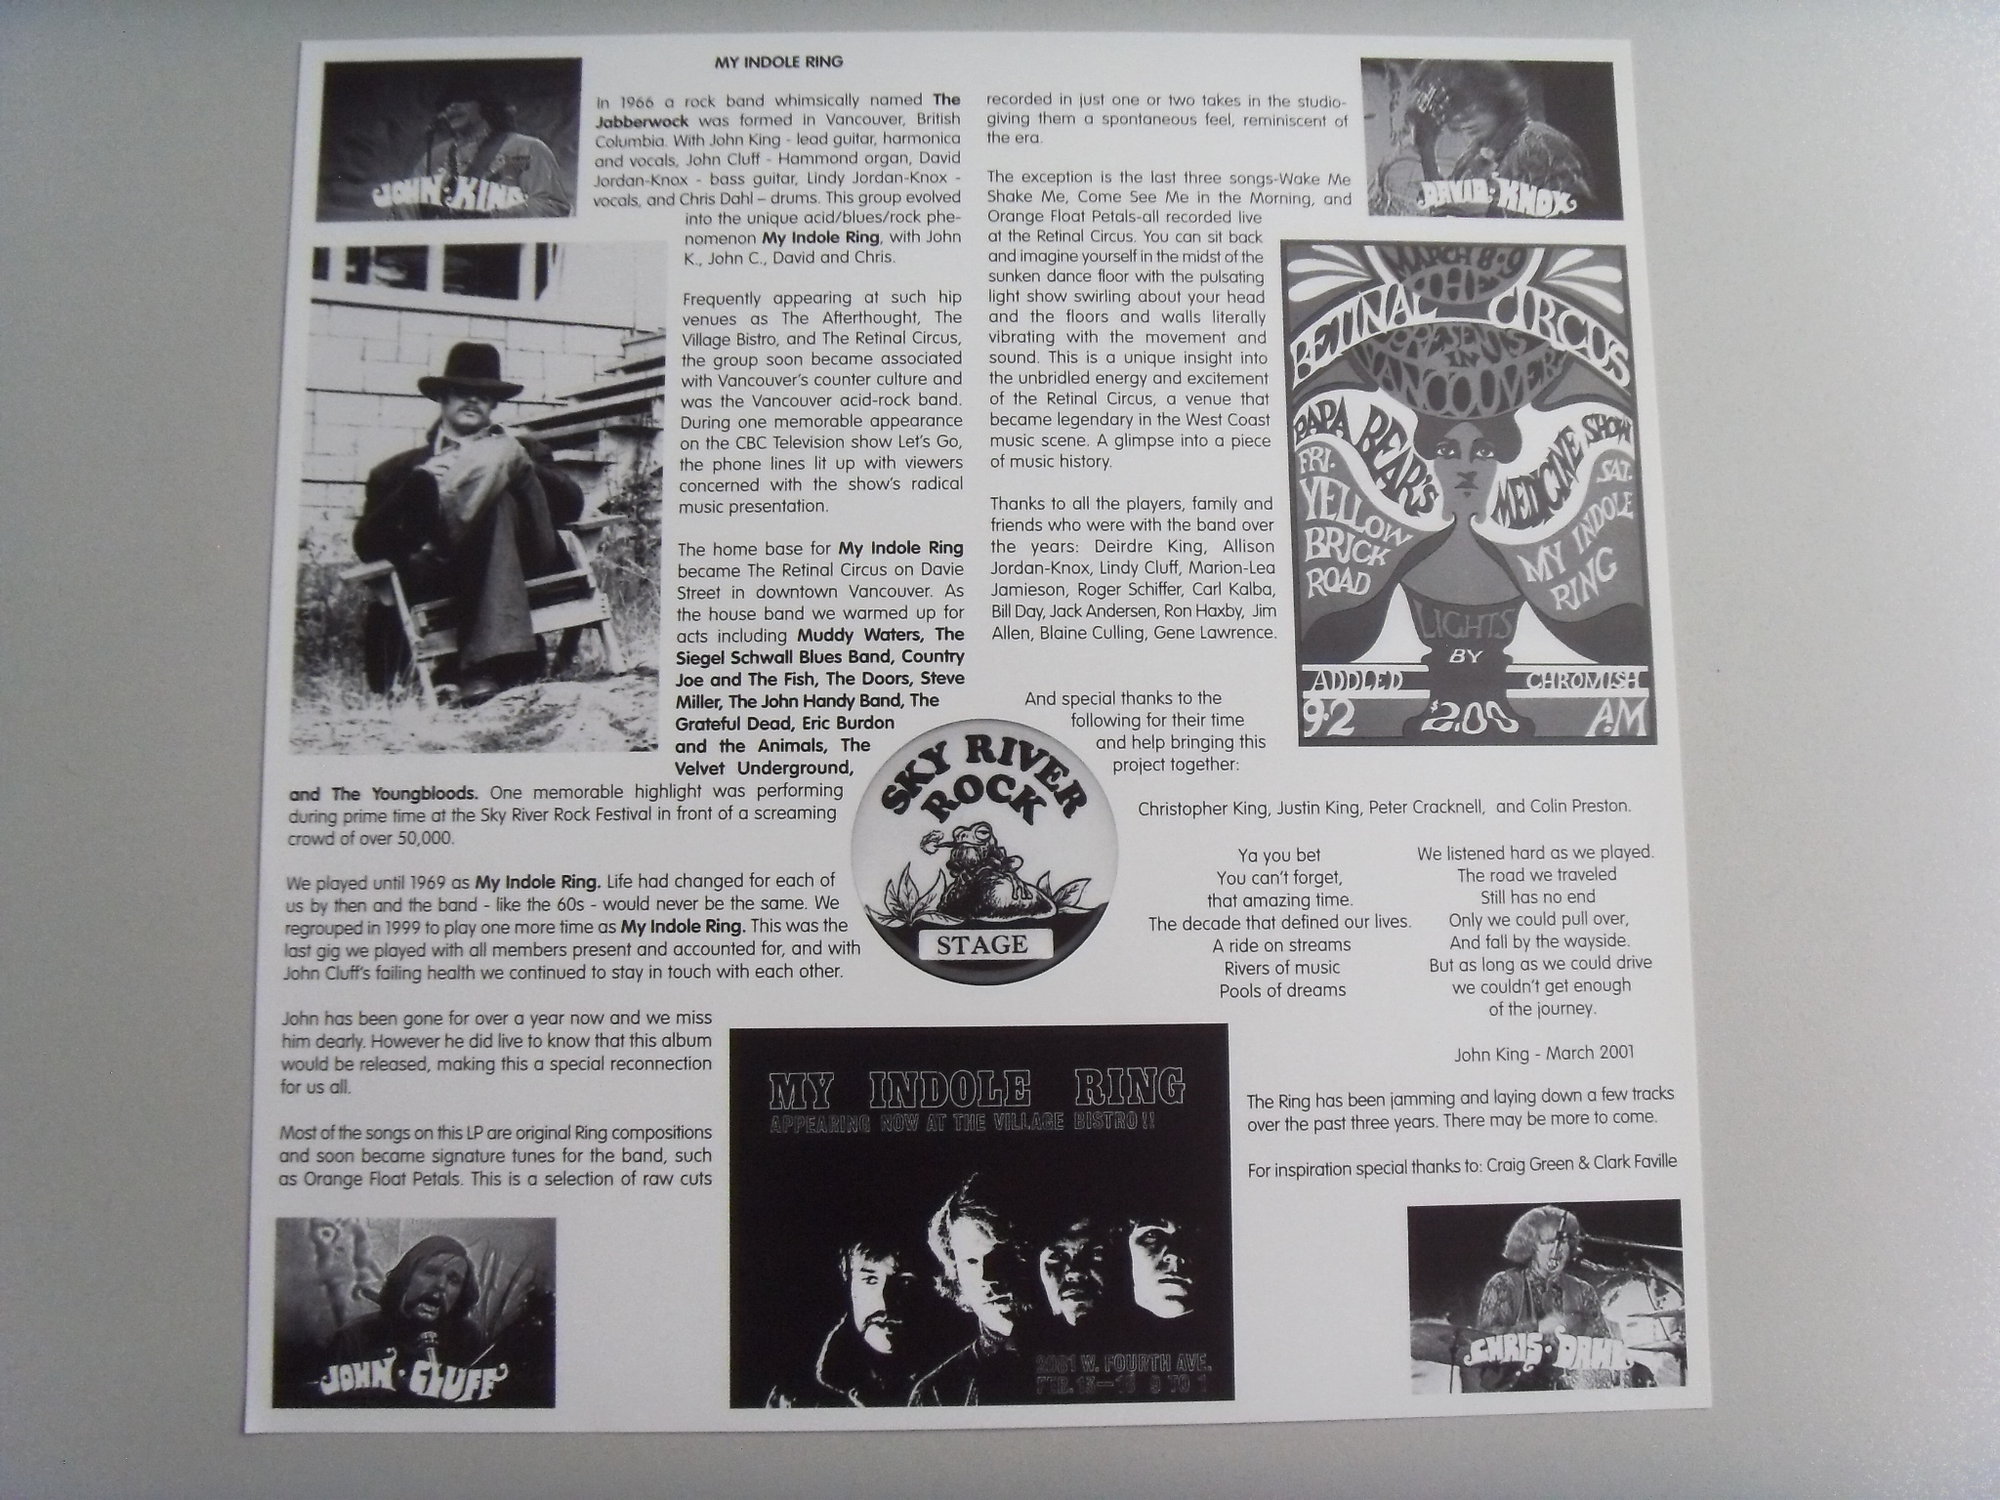 MY INDOLE RING
JOHN · KING
In 1966 a rock band whimsically named The
Jabberwock was formed in Vancouver, British
Columbia. With John King - lead guitar, harmonica
and vocals, John Cluff - Hammond organ, David
Jordan-Knox - bass guitar, Lindy Jordan-Knox -
vocals, and Chris Dahl – drums. This group evolved
into the unique acid/blues/rock phe-
nomenon My Indole Ring, with John
K., John C., David and Chris.
Frequently appearing at such hip
venues as The Afterthought, The
Village Bistro, and The Retinal Circus,
the group soon became associated
with Vancouver's counter culture and
was the Vancouver acid-rock band.
During one memorable appearance
on the CBC Television show Let's Go,
the phone lines lit up with viewers
concerned with the show's radical
music presentation.
The home base for My Indole Ring
became The Retinal Circus on Davie
Street in downtown Vancouver. As
the house band we warmed up for
acts including Muddy Waters, The
Siegel Schwall Blues Band, Country
Joe and The Fish, The Doors, Steve
Miller, The John Handy Band, The
Grateful Dead, Eric Burdon
and the Animals, The
Velvet Underground,
and The Youngbloods. One memorable highlight was performing
during prime time at the Sky River Rock Festival in front of a screaming
crowd of over 50,000.
We played until 1969 as My Indole Ring. Life had changed for each of
us by then and the band - like the 60s - would never be the same. We
regrouped in 1999 to play one more time as My Indole Ring. This was the
last gig we played with all members present and accounted for, and with
John Cluff's failing health we continued to stay in touch with each other.
John has been gone for over a year now and we miss
him dearly. However he did live to know that this album
would be released, making this a special reconnection
for us all.
Most of the songs on this LP are original Ring compositions
and soon became signature tunes for the band, such
as Orange Float Petals. This is a selection of raw cuts
JOHN · CLUFF
recorded in just one or two takes in the studio-
giving them a spontaneous feel, reminiscent of
the era.
The exception is the last three songs-Wake Me
Shake Me, Come See Me in the Morning, and
Orange Float Petals-all recorded live
at the Retinal Circus. You can sit back
and imagine yourself in the midst of the
sunken dance floor with the pulsating
light show swirling about your head
and the floors and walls literally
vibrating with the movement and
sound. This is a unique insight into
the unbridled energy and excitement
of the Retinal Circus, a venue that
became legendary in the West Coast
music scene. A glimpse into a piece
of music history.
Thanks to all the players, family and
friends who were with the band over
the years: Deirdre King, Allison
Jordan-Knox, Lindy Cluff, Marion-Lea
Jamieson, Roger Schiffer, Carl Kalba,
Bill Day, Jack Andersen, Ron Haxby, Jim
Allen, Blaine Culling, Gene Lawrence.
And special thanks to the
following for their time
and help bringing this
project together:
Christopher King, Justin King, Peter Cracknell, and Colin Preston.
SKY RIVER
ROCK
STAGE
DAVID · KNOX
MARCH 8·9
THE
RETINAL CIRCUS
PRESENTS
IN
VANCOUVER
PAPA BEAR'S MEDICINE SHOW
FRI·
YELLOW
BRICK
ROAD
SAT·
MY INDOLE
RING
LIGHTS
BY
ADDLED CHROMISH
9·2 $2.00 AM
Ya you bet
You can't forget,
that amazing time.
The decade that defined our lives.
A ride on streams
Rivers of music
Pools of dreams
We listened hard as we played.
The road we traveled
Still has no end
Only we could pull over,
And fall by the wayside.
But as long as we could drive
we couldn't get enough
of the journey.
John King - March 2001
The Ring has been jamming and laying down a few tracks
over the past three years. There may be more to come.
For inspiration special thanks to: Craig Green & Clark Faville
MY INDOLE RING
APPEARING NOW AT THE VILLAGE BISTRO!!
W. FOURTH AVE.
FEB. 9 TO 1
CHRIS · DAHL